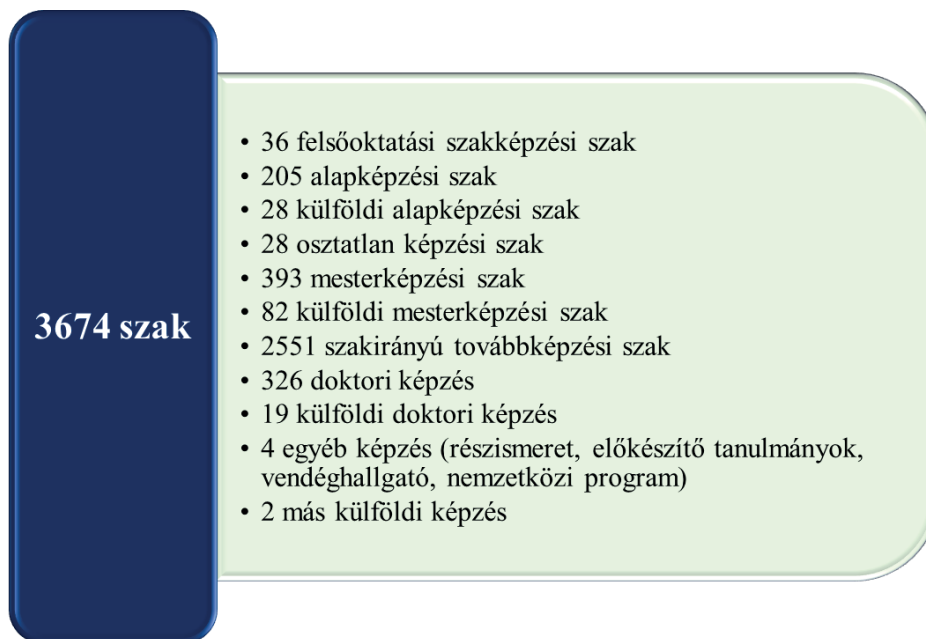 3674 szak
• 36 felsőoktatási szakképzési szak
• 205 alapképzési szak
• 28 külföldi alapképzési szak
• 28 osztatlan képzési szak
• 393 mesterképzési szak
• 82 külföldi mesterképzési szak
• 2551 szakirányú továbbképzési szak
• 326 doktori képzés
• 19 külföldi doktori képzés
• 4 egyéb képzés (részismeret, előkészítő tanulmányok,
vendéghallgató, nemzetközi program)
• 2 más külföldi képzés